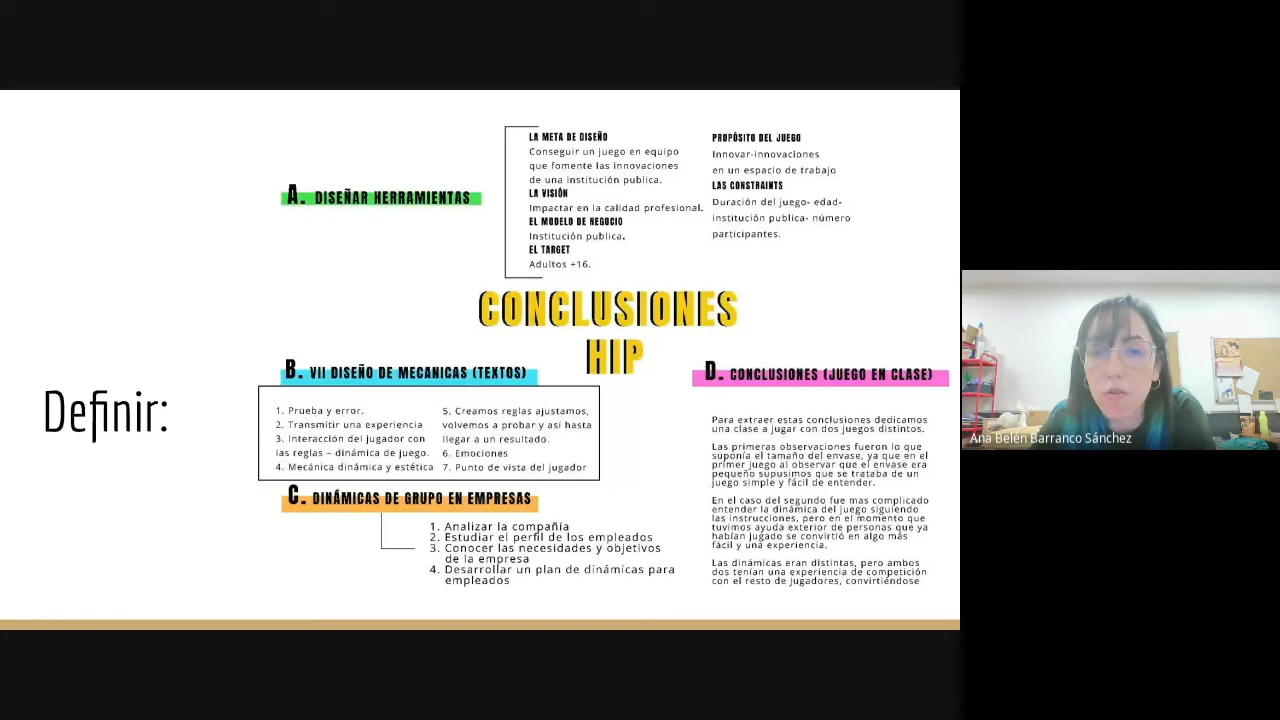 Definir:
A. DISEÑAR HERRAMIENTAS
LA META DE DISEÑO
Conseguir un juego en equipo
que fomente las innovaciones
de una institución publica.
LA VISIÓN
Impactar en la calidad profesional.
EL MODELO DE NEGOCIO
Institución publica.
EL TARGET
Adultos +16.
PROPÓSITO DEL JUEGO
Innovar-innovaciones
en un espacio de trabajo
LAS CONSTRAINTS
Duración del juego- edad-
institución publica- número
participantes.
CONCLUSIONES
HIP
B. VII DISEÑO DE MECANICAS (TEXTOS)
1. Prueba y error.
2. Transmitir una experiencia
3. Interacción del jugador con
las reglas – dinámica de juego.
4. Mecánica dinámica y estética
5. Creamos reglas ajustamos,
volvemos a probar y así hasta
llegar a un resultado.
6. Emociones
7. Punto de vista del jugador
C. DINÁMICAS DE GRUPO EN EMPRESAS
1. Analizar la compañía
2. Estudiar el perfil de los empleados
3. Conocer las necesidades y objetivos
de la empresa
4. Desarrollar un plan de dinámicas para
empleados
D. CONCLUSIONES (JUEGO EN CLASE)
Para extraer estas conclusiones dedicamos
una clase a jugar con dos juegos distintos.
Las primeras observaciones fueron lo que
suponía el tamaño del envase, ya que en el
primer juego al observar que el envase era
pequeño supusimos que se trataba de un
juego simple y fácil de entender.
En el caso del segundo fue mas complicado
entender la dinámica del juego siguiendo
las instrucciones, pero en el momento que
tuvimos ayuda exterior de personas que ya
habían jugado se convirtió en algo más
fácil y una experiencia.
Las dinámicas eran distintas, pero ambos
dos tenían una experiencia de competición
con el resto de jugadores, convirtiéndose
Ana Belén Barranco Sánchez